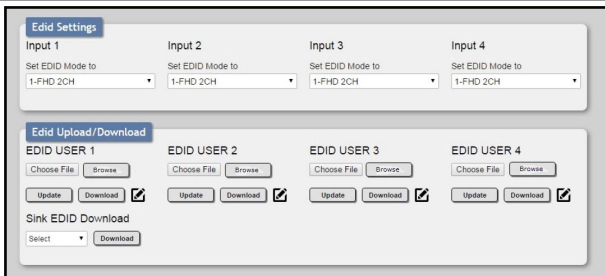 Edid Settings
Input 1 Input 2 Input 3 Input 4
Set EDID Mode to Set EDID Mode to Set EDID Mode to Set EDID Mode to
1-FHD 2CH 1-FHD 2CH 1-FHD 2CH 1-FHD 2CH
Edid Upload/Download
EDID USER 1 EDID USER 2 EDID USER 3 EDID USER 4
Choose File Browse Choose File Browse Choose File Browse Choose File Browse
Update Download Update Download Update Download Update Download
Sink EDID Download
Select Download